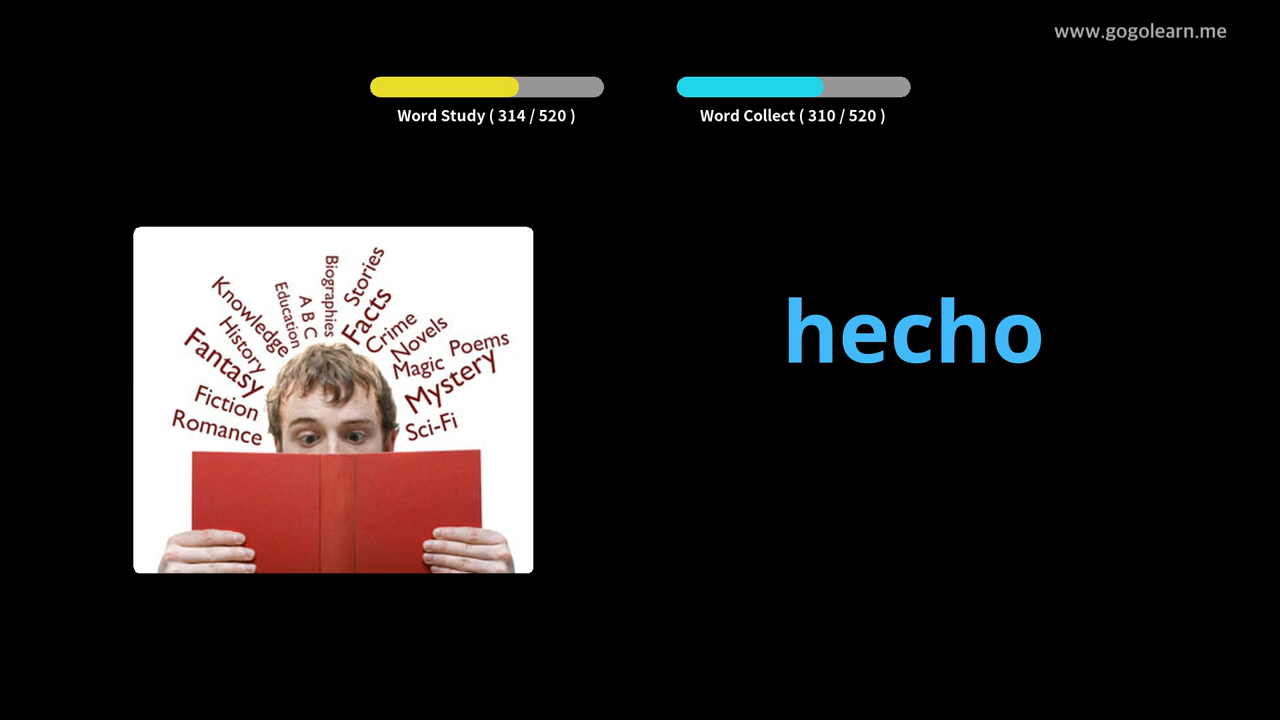 www.gogolearn.me
Word Study ( 314 / 520 )
Word Collect ( 310 / 520 )
hecho
Biographies
Stories
Education
A B C
Facts
Knowledge
Crime
History
Novels
Poems
Fantasy
Magic
Mystery
Fiction
Romance
Sci-Fi